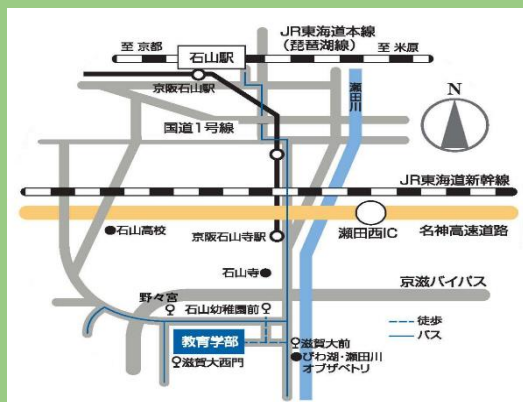 JR東海道本線
(琵琶湖線)
至 京都
石山駅
至 米原
京阪石山駅
瀬田川
国道1号線
N
JR東海道新幹線
石山高校
京阪石山寺駅
瀬田西IC
名神高速道路
石山寺
京滋バイパス
野々宮
石山幼稚園前
徒歩
バス
教育学部
滋賀大前
滋賀大西門
びわ湖・瀬田川
オブザベトリ